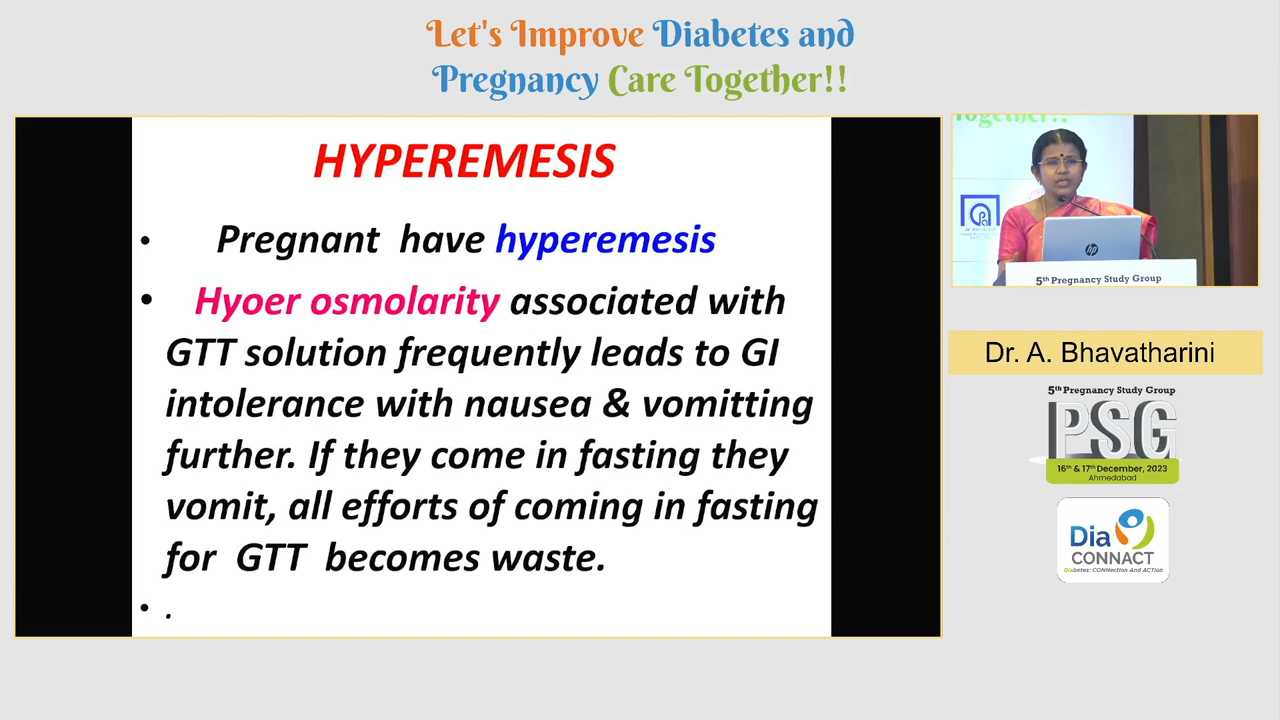 Let's Improve Diabetes and
Pregnancy Care Together!!
HYPEREMESIS
• Pregnant have hyperemesis
• Hyoer osmolarity associated with
GTT solution frequently leads to GI
intolerance with nausea & vomitting
further. If they come in fasting they
vomit, all efforts of coming in fasting
for GTT becomes waste.
• .
Together!!
hp
5th Pregnancy Study Group
Dr. A. Bhavatharini
5th Pregnancy Study Group
PSG
16th & 17th December, 2023
Ahmedabad
Dia
CONNACT
Diabetes: CONNection And ACTion